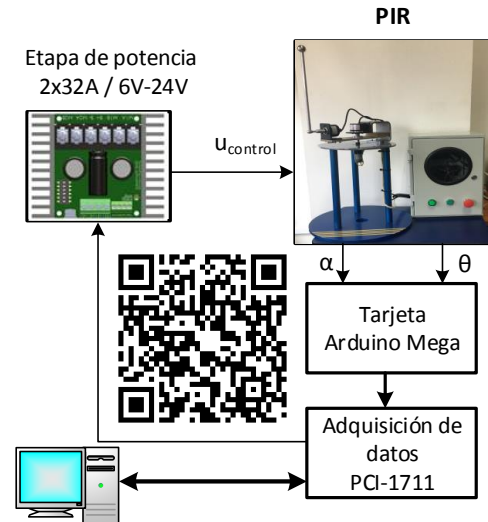 PIR
Etapa de potencia
2x32A / 6V-24V
u_control
α
θ
Tarjeta
Arduino Mega
Adquisición de
datos
PCI-1711